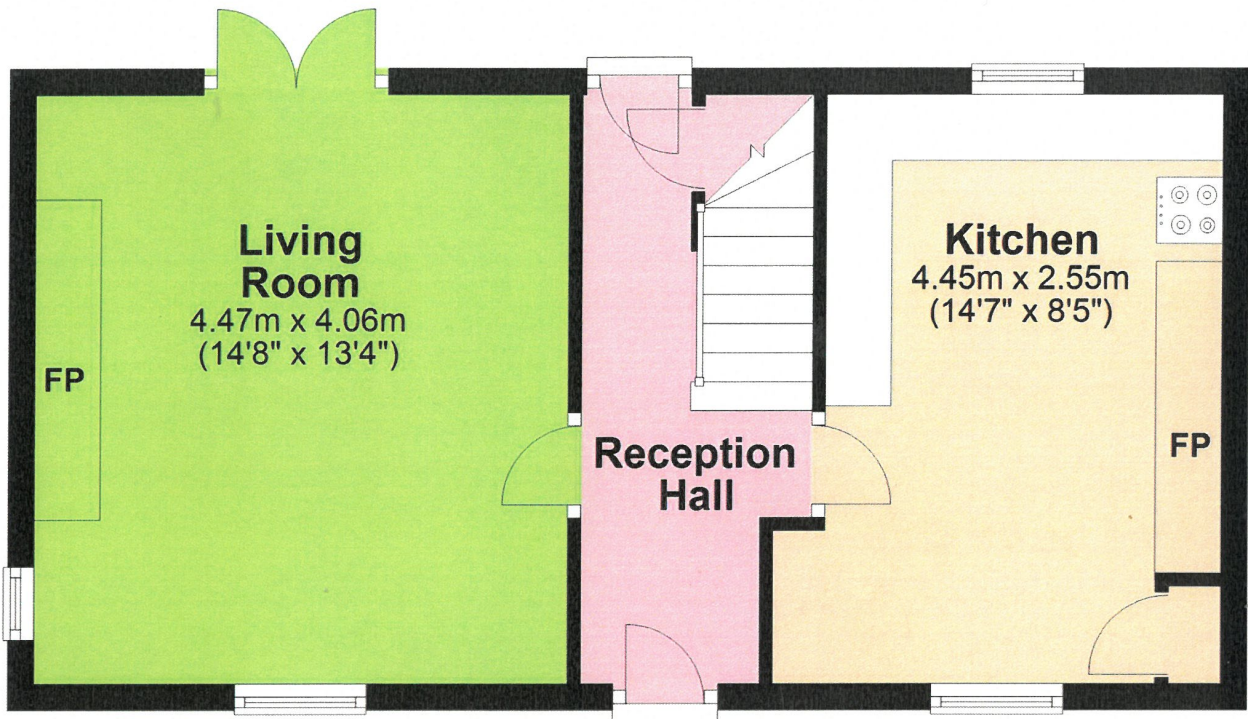 Living
Room
4.47m x 4.06m
(14'8" x 13'4")
FP
Reception
Hall
Kitchen
4.45m x 2.55m
(14'7" x 8'5")
FP